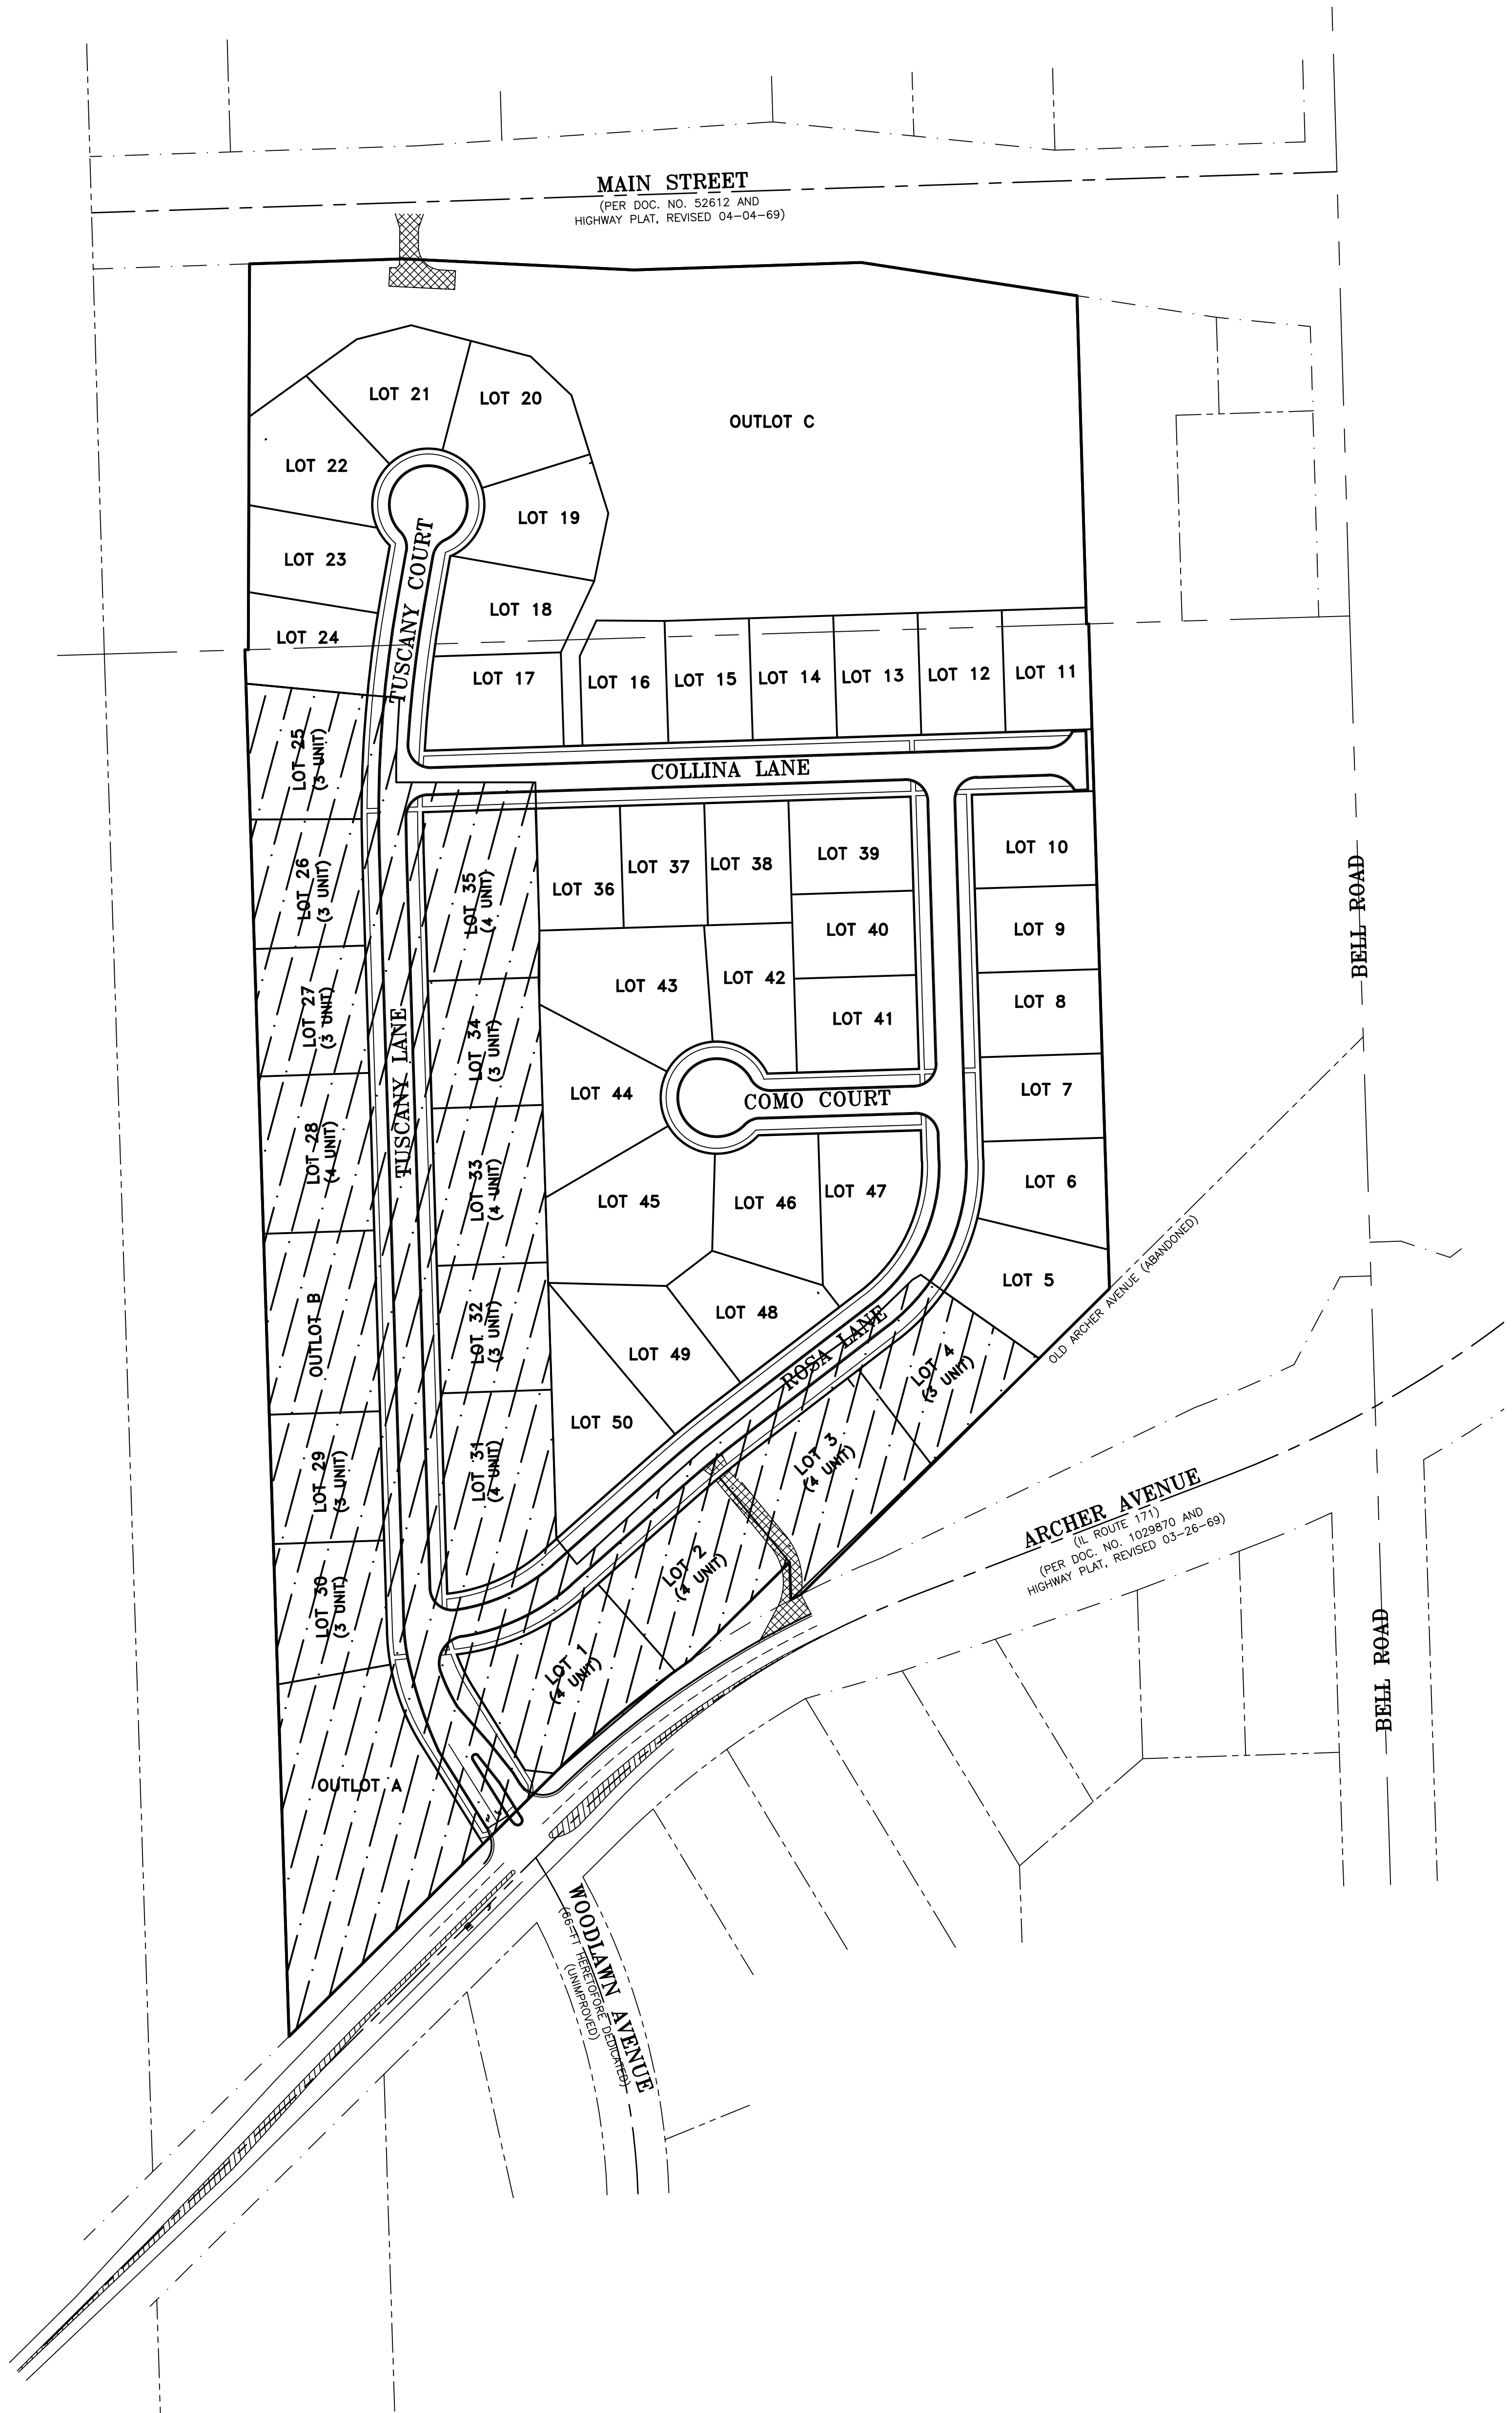 MAIN STREET
(PER DOC. NO. 52612 AND
HIGHWAY PLAT, REVISED 04-04-69)
LOT 21
LOT 20
OUTLOT C
LOT 22
LOT 19
LOT 23
TUSCANY COURT
LOT 18
LOT 24
LOT 17
LOT 16
LOT 15
LOT 14
LOT 13
LOT 12
LOT 11
COLLINA LANE
LOT 25
(3 UNIT)
LOT 26
(3 UNIT)
LOT 35
(4 UNIT)
LOT 36
LOT 37
LOT 38
LOT 39
LOT 10
LOT 40
LOT 9
BELL ROAD
LOT 27
(3 UNIT)
TUSCANY LANE
LOT 34
(3 UNIT)
LOT 43
LOT 42
LOT 41
LOT 8
LOT 44
COMO COURT
LOT 7
LOT 28
(4 UNIT)
LOT 33
(4 UNIT)
LOT 45
LOT 46
LOT 47
LOT 6
OUTLOT B
LOT 32
(3 UNIT)
LOT 48
LOT 5
OLD ARCHER AVENUE (ABANDONED)
LOT 49
ROSA LANE
LOT 4
(3 UNIT)
LOT 50
LOT 29
(3 UNIT)
LOT 31
(4 UNIT)
LOT 3
(4 UNIT)
ARCHER AVENUE
(IL ROUTE 171)
(PER DOC. NO. 1029870 AND
HIGHWAY PLAT, REVISED 03-26-69)
LOT 30
(3 UNIT)
LOT 2
(4 UNIT)
LOT 1
(4 UNIT)
BELL ROAD
OUTLOT A
WOODLAWN AVENUE
(66-FT HERETOFORE DEDICATED)
(UNIMPROVED)